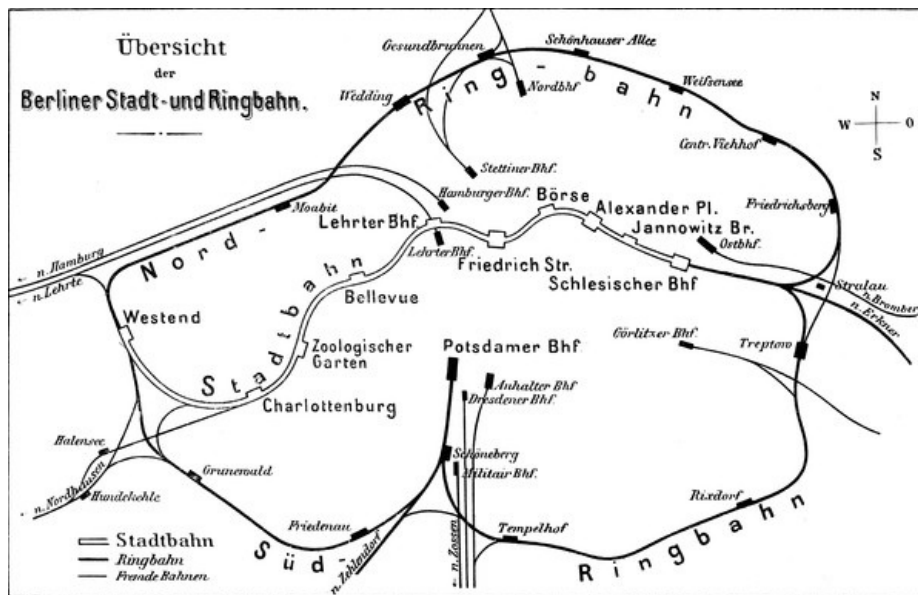 Übersicht
der
Berliner Stadt- und Ringbahn.
Gesundbrunnen
Schönhauser Allee
Nordbhf
Weifsensee
Wedding
Ring-bahn
Centr. Viehhof
N
W O
S
Stettiner Bhf.
Hamburger Bhf.
Börse
Friedrichsberg
Moabit
Lehrter Bhf.
Alexander Pl.
Jannowitz Br.
Ostbhf.
Nord-
Lehrter Bhf.
Friedrich Str.
n. Hamburg
n. Lehrte
Bellevue
Schlesischer Bhf
Stralau
n. Bromberg
n. Erkner
Westend
Stadtbahn
Zoologischer
Garten
Potsdamer Bhf.
Görlitzer Bhf.
Treptow
Anhalter Bhf
Dresdener Bhf.
Charlottenburg
Halensee
Schöneberg
Militair Bhf.
n. Nordhausen
Hundekehle
Grunewald
Rixdorf
Friedenau
Tempelhof
Stadtbahn
Ringbahn
Fremde Bahnen
Süd-
n. Zehlendorf
n. Zossen
Ringbahn